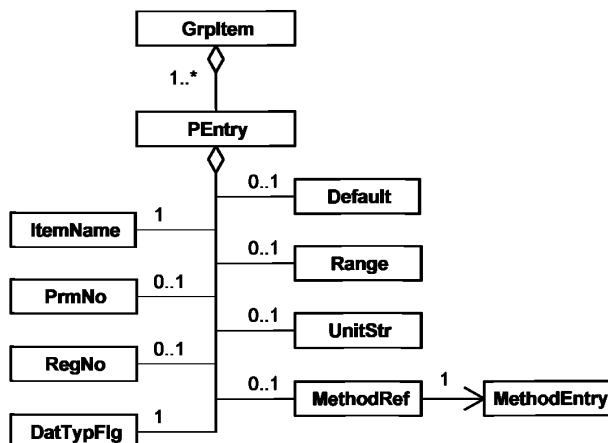 GrpItem
1..*
PEntry
0..1
Default
1
ItemName
0..1
Range
0..1
PrmNo
0..1
UnitStr
0..1
RegNo
0..1
MethodRef
1
MethodEntry
1
DatTypFlg